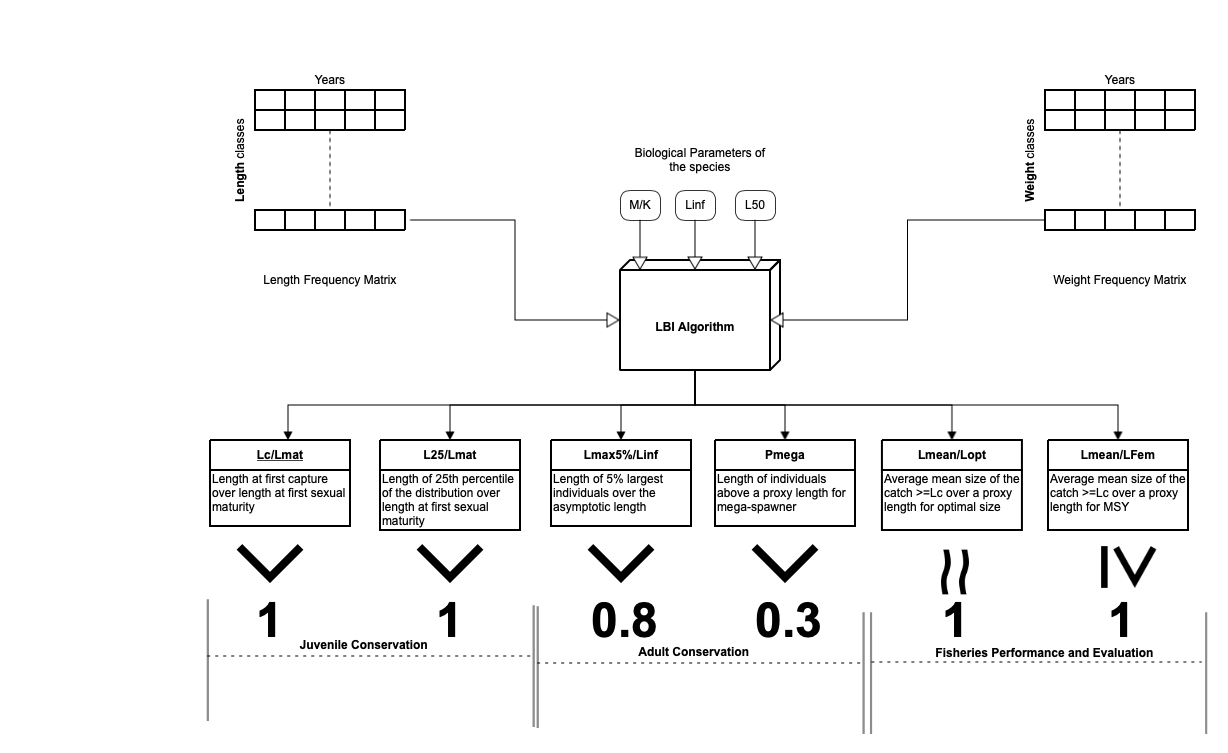 Years
Length classes
Length Frequency Matrix
Biological Parameters of
the species
M/K
Linf
L50
Years
Weight classes
Weight Frequency Matrix
LBI Algorithm
Lc/Lmat
Length at first capture
over length at first sexual
maturity
1
L25/Lmat
Length of 25th percentile
of the distribution over
length at first sexual
maturity
1
Juvenile Conservation
Lmax5%/Linf
Length of 5% largest
individuals over the
asymptotic length
0.8
Pmega
Length of individuals
above a proxy length for
mega-spawner
0.3
Adult Conservation
Lmean/Lopt
Average mean size of the
catch >=Lc over a proxy
length for optimal size
1
Lmean/LFem
Average mean size of the
catch >=Lc over a proxy
length for MSY
1
Fisheries Performance and Evaluation